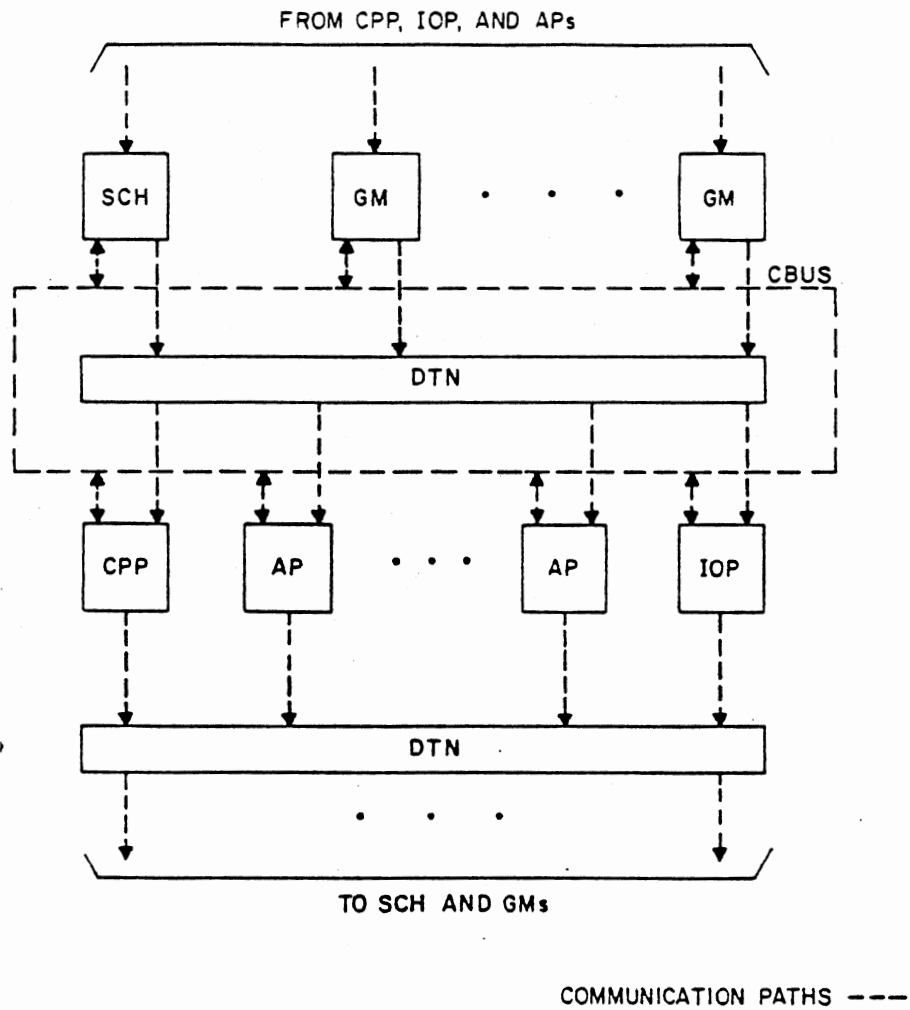 FROM CPP, IOP, AND APs
SCH
GM
GM
CBUS
DTN
CPP
AP
AP
IOP
DTN
TO SCH AND GMs
COMMUNICATION PATHS